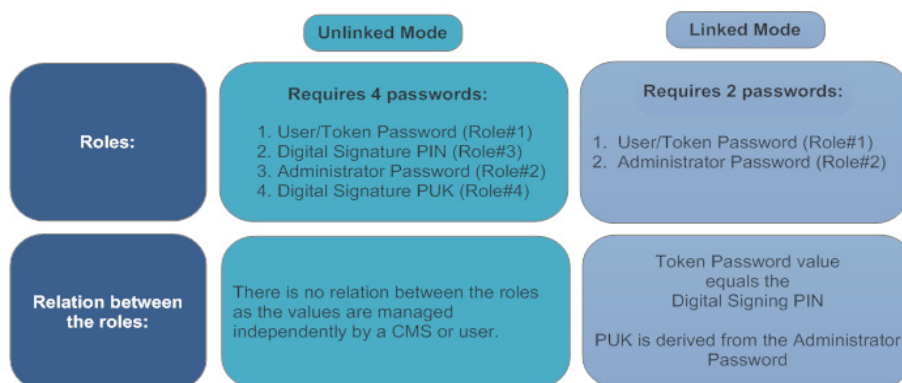 Unlinked Mode
Linked Mode
Roles:
Requires 4 passwords:
1. User/Token Password (Role#1)
2. Digital Signature PIN (Role#3)
3. Administrator Password (Role#2)
4. Digital Signature PUK (Role#4)
Requires 2 passwords:
1. User/Token Password (Role#1)
2. Administrator Password (Role#2)
Relation between
the roles:
There is no relation between the roles
as the values are managed
independently by a CMS or user.
Token Password value
equals the
Digital Signing PIN
PUK is derived from the Administrator
Password